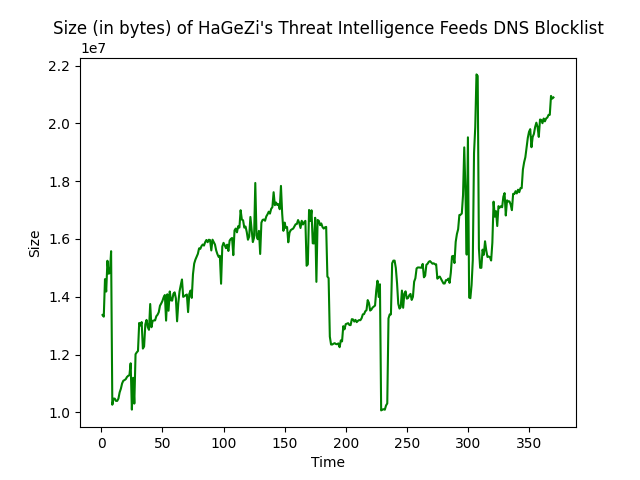 Size (in bytes) of HaGeZi's Threat Intelligence Feeds DNS Blocklist
1e7
2.2
2.0
1.8
1.6
1.4
1.2
1.0
Size
0 50 100 150 200 250 300 350
Time